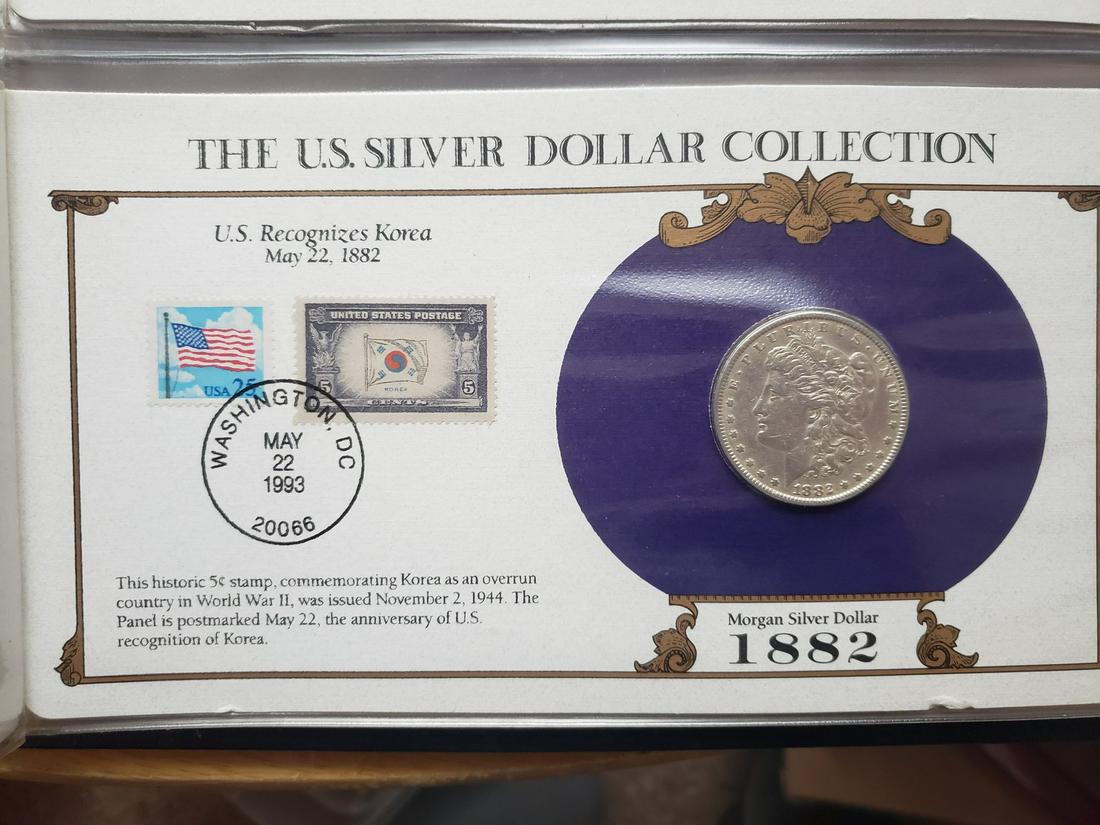 THE U.S. SILVER DOLLAR COLLECTION
U.S. Recognizes Korea
May 22, 1882
USA 25
UNITED STATES POSTAGE
KOREA
5
5
CENTS
WASHINGTON, DC
MAY
22
1993
20066
This historic 5¢ stamp, commemorating Korea as an overrun
country in World War II, was issued November 2, 1944. The
Panel is postmarked May 22, the anniversary of U.S.
recognition of Korea.
E·PLURIBUS·UNUM
1882
Morgan Silver Dollar
1882